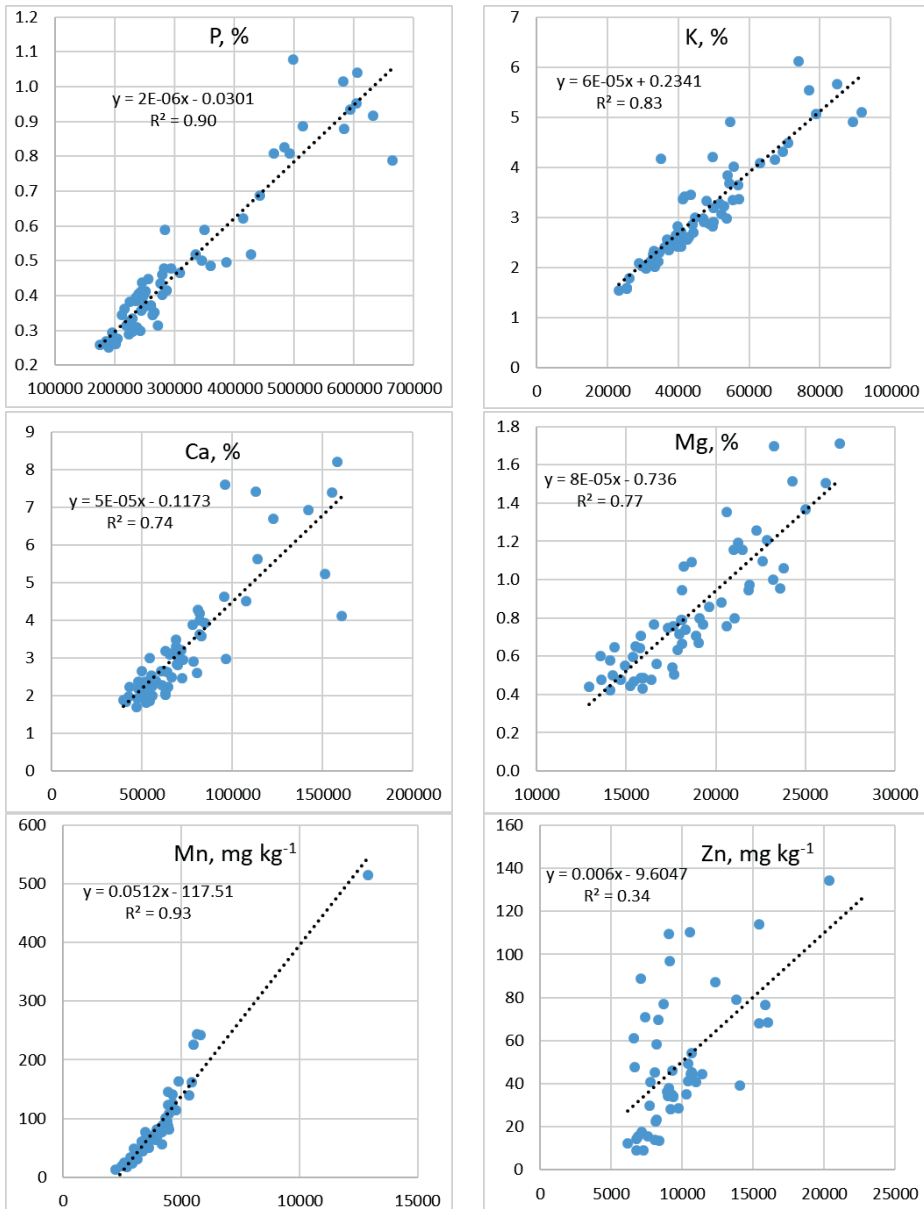 P, %
y = 2E-06x - 0.0301
R² = 0.90
1.2
1.1
1.0
0.9
0.8
0.7
0.6
0.5
0.4
0.3
0.2
100000 200000 300000 400000 500000 600000 700000
K, %
y = 6E-05x + 0.2341
R² = 0.83
7
6
5
4
3
2
1
0
0 20000 40000 60000 80000 100000
Ca, %
y = 5E-05x - 0.1173
R² = 0.74
9
8
7
6
5
4
3
2
1
0
0 50000 100000 150000 200000
Mg, %
y = 8E-05x - 0.736
R² = 0.77
1.8
1.6
1.4
1.2
1.0
0.8
0.6
0.4
0.2
0.0
10000 15000 20000 25000 30000
Mn, mg kg⁻¹
y = 0.0512x - 117.51
R² = 0.93
600
500
400
300
200
100
0
0 5000 10000 15000
Zn, mg kg⁻¹
y = 0.006x - 9.6047
R² = 0.34
160
140
120
100
80
60
40
20
0
0 5000 10000 15000 20000 25000